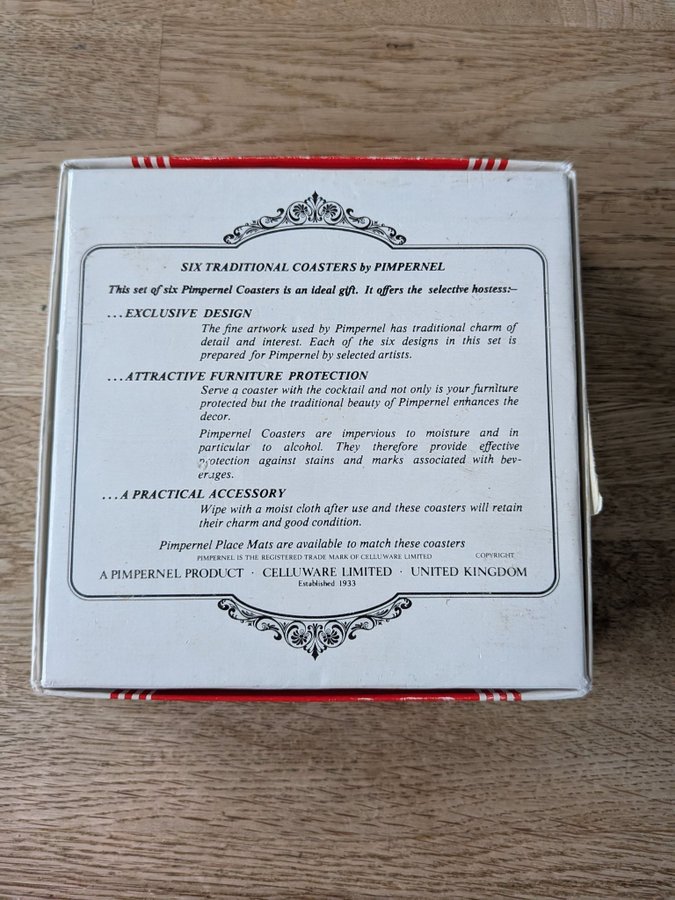 SIX TRADITIONAL COASTERS by PIMPERNEL
This set of six Pimpernel Coasters is an ideal gift. It offers the selective hostess:–
...EXCLUSIVE DESIGN
The fine artwork used by Pimpernel has traditional charm of
detail and interest. Each of the six designs in this set is
prepared for Pimpernel by selected artists.
...ATTRACTIVE FURNITURE PROTECTION
Serve a coaster with the cocktail and not only is your furniture
protected but the traditional beauty of Pimpernel enhances the
decor.
Pimpernel Coasters are impervious to moisture and in
particular to alcohol. They therefore provide effective
protection against stains and marks associated with bev-
erages.
...A PRACTICAL ACCESSORY
Wipe with a moist cloth after use and these coasters will retain
their charm and good condition.
Pimpernel Place Mats are available to match these coasters
PIMPERNEL IS THE REGISTERED TRADE MARK OF CELLUWARE LIMITED COPYRIGHT
A PIMPERNEL PRODUCT · CELLUWARE LIMITED · UNITED KINGDOM
Established 1933